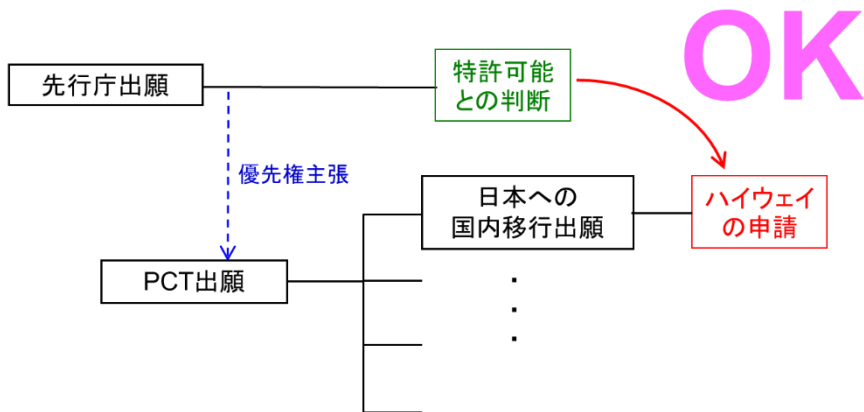 OK
先行庁出願
特許可能
との判断
優先権主張
日本への
国内移行出願
ハイウェイ
の申請
PCT出願